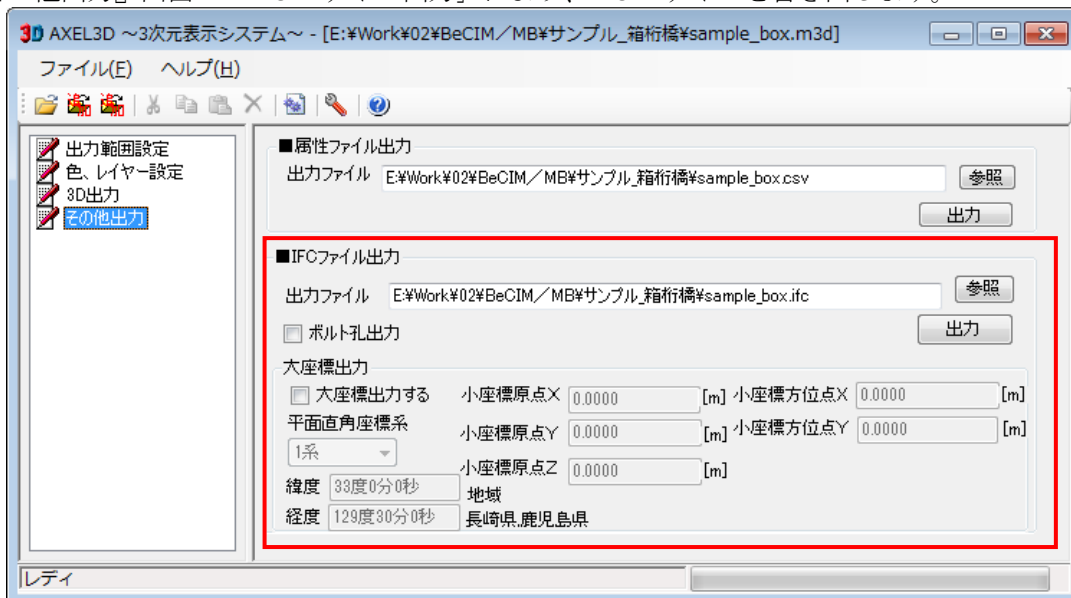 3D AXEL3D ～3次元表示システム～ - [E:¥Work¥02¥BeCIM／MB¥サンプル_箱桁橋¥sample_box.m3d]
ファイル(F) ヘルプ(H)
出力範囲設定
色、レイヤー設定
3D出力
その他出力
■属性ファイル出力
出力ファイル E:¥Work¥02¥BeCIM／MB¥サンプル_箱桁橋¥sample_box.csv 参照
出力
■IFCファイル出力
出力ファイル E:¥Work¥02¥BeCIM／MB¥サンプル_箱桁橋¥sample_box.ifc 参照
ボルト孔出力 出力
大座標出力
大座標出力する 小座標原点X 0.0000 [m] 小座標方位点X 0.0000 [m]
平面直角座標系 小座標原点Y 0.0000 [m] 小座標方位点Y 0.0000 [m]
1系
小座標原点Z 0.0000 [m]
緯度 33度0分0秒 地域
経度 129度30分0秒 長崎県,鹿児島県
レディ